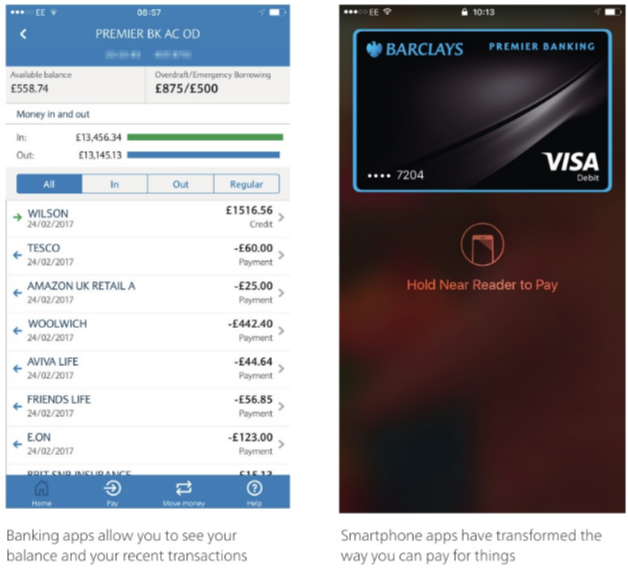 EE 08:57
PREMIER BK AC OD
Available balance
£558.74
Overdraft/Emergency Borrowing
£875/£500
Money in and out
In: £13,456.34
Out: £13,145.13
All In Out Regular
WILSON £1516.56
24/02/2017 Credit
TESCO -£60.00
24/02/2017 Payment
AMAZON UK RETAIL A -£25.00
24/02/2017 Payment
WOOLWICH -£442.40
24/02/2017 Payment
AVIVA LIFE -£44.64
24/02/2017 Payment
FRIENDS LIFE -£56.85
24/02/2017 Payment
E.ON -£123.00
24/02/2017 Payment
Home Pay Move money Help
Banking apps allow you to see your
balance and your recent transactions
EE 10:13
BARCLAYS PREMIER BANKING
VISA
Debit
•••• 7204
Hold Near Reader to Pay
Smartphone apps have transformed the
way you can pay for things